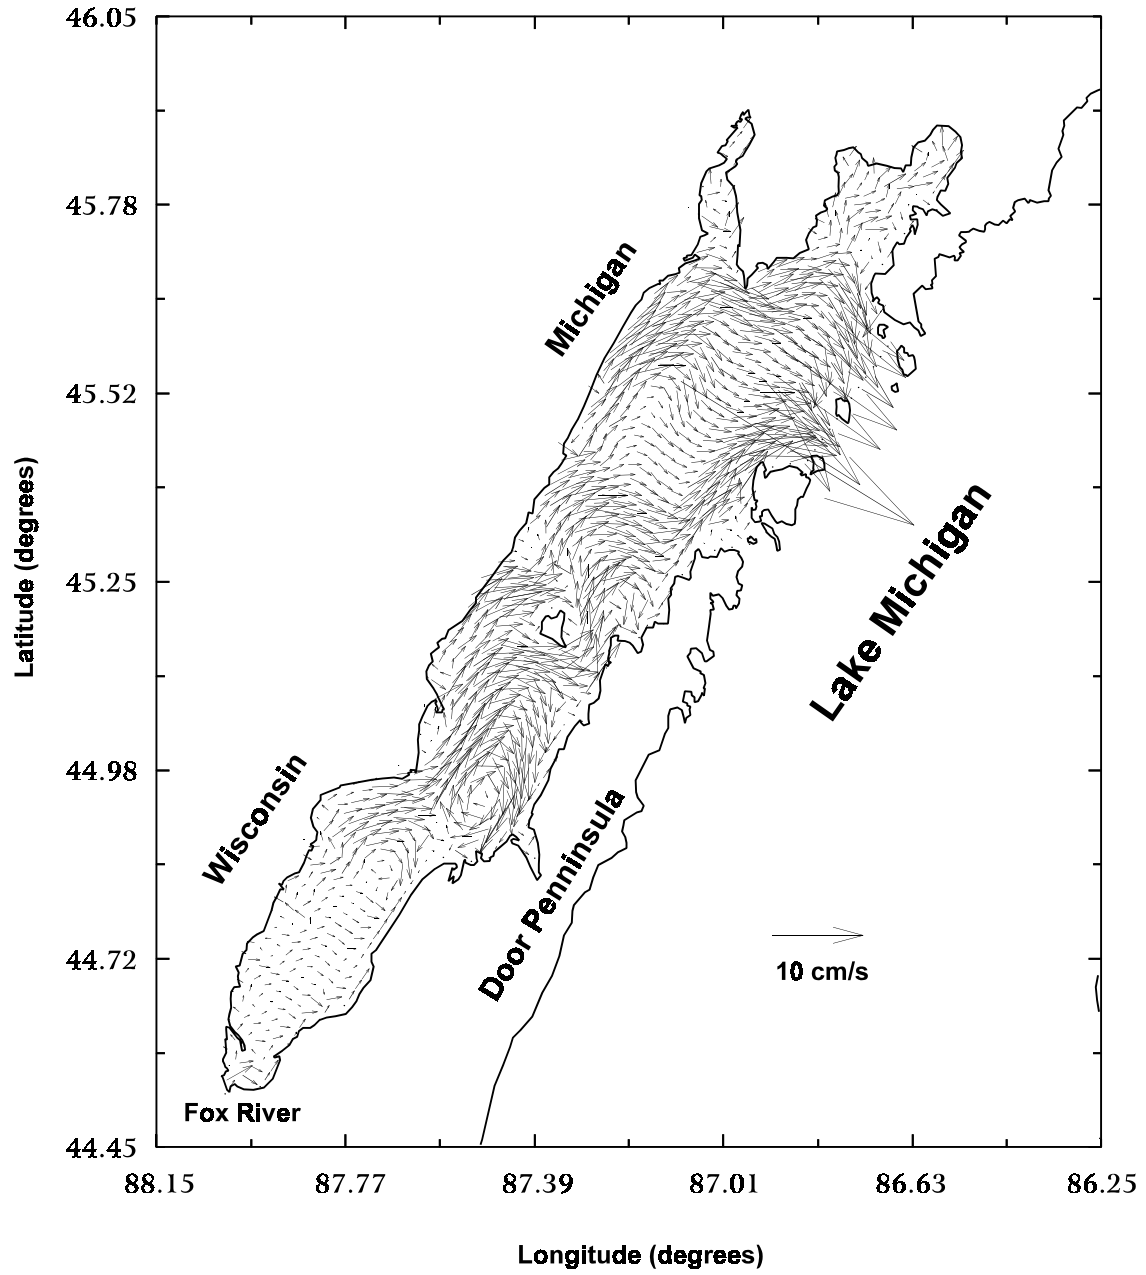 46.05
45.78
45.52
45.25
44.98
44.72
44.45
88.15
87.77
87.39
87.01
86.63
86.25
Latitude (degrees)
Longitude (degrees)
Michigan
Wisconsin
Lake Michigan
Door Penninsula
10 cm/s
Fox River